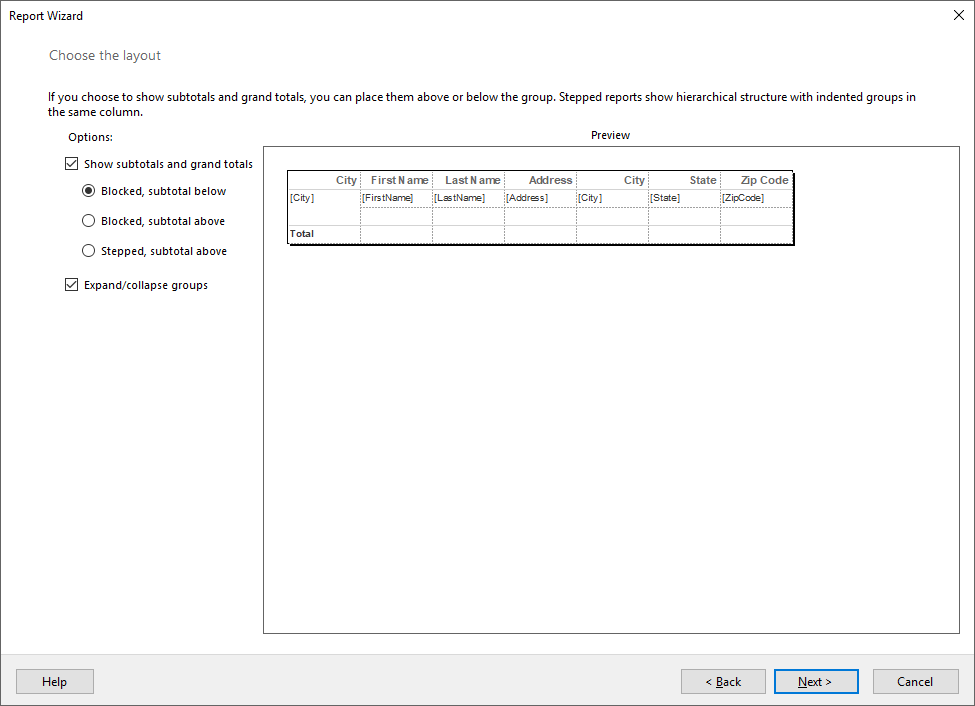 Report Wizard
Choose the layout
If you choose to show subtotals and grand totals, you can place them above or below the group. Stepped reports show hierarchical structure with indented groups in
the same column.
Options:
Preview
Show subtotals and grand totals
Blocked, subtotal below
Blocked, subtotal above
Stepped, subtotal above
Expand/collapse groups
City First Name Last Name Address City State Zip Code
[City] [FirstName] [LastName] [Address] [City] [State] [ZipCode]
Total
Help < Back Next > Cancel